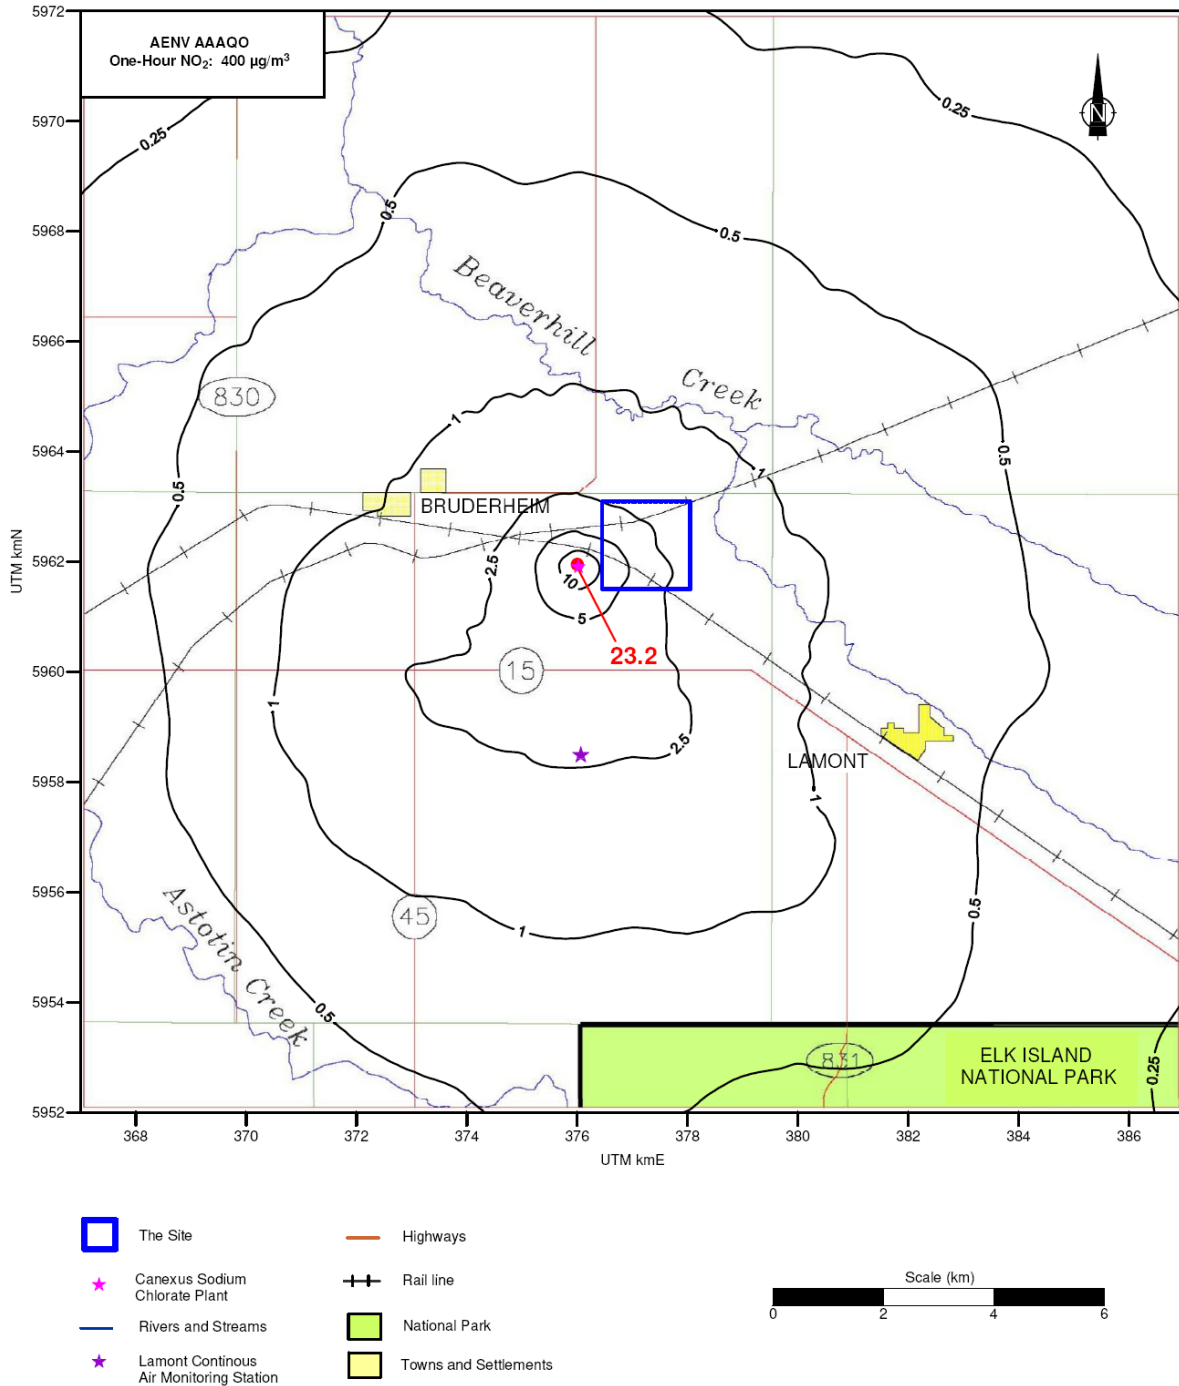 AENV AAAQO
One-Hour NO₂: 400 µg/m³
N
5972
5970
5968
5966
5964
5962
5960
5958
5956
5954
5952
UTM kmN
0.25
0.25
0.5
0.5
Beaverhill
Creek
830
1
1
0.5
0.5
BRUDERHEIM
2.5
10
5
23.2
15
1
2.5
LAMONT
1
Astotin Creek
45
1
0.5
0.5
831
ELK ISLAND
NATIONAL PARK
0.25
368
370
372
374
376
378
380
382
384
386
UTM kmE
The Site
Highways
Canexus Sodium
Chlorate Plant
Rail line
Rivers and Streams
National Park
Lamont Continous
Air Monitoring Station
Towns and Settlements
Scale (km)
0
2
4
6